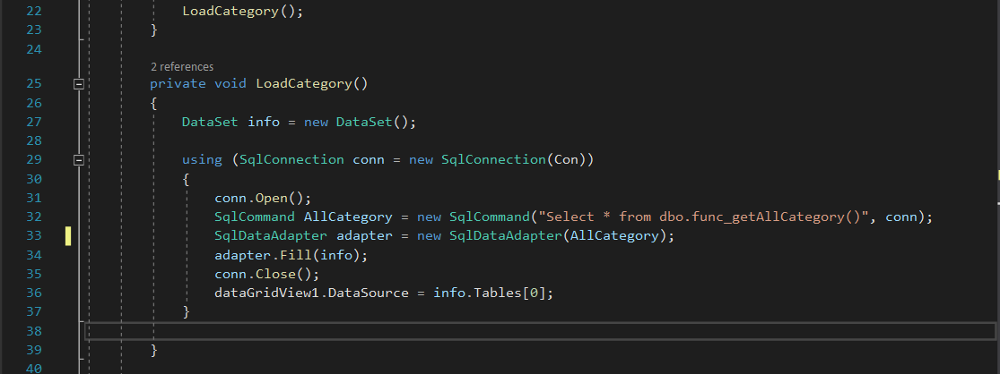 22 LoadCategory();
23 }
24
2 references
25 private void LoadCategory()
26 {
27 DataSet info = new DataSet();
28
29 using (SqlConnection conn = new SqlConnection(Con))
30 {
31 conn.Open();
32 SqlCommand AllCategory = new SqlCommand("Select * from dbo.func_getAllCategory()", conn);
33 SqlDataAdapter adapter = new SqlDataAdapter(AllCategory);
34 adapter.Fill(info);
35 conn.Close();
36 dataGridView1.DataSource = info.Tables[0];
37 }
38
39 }
40